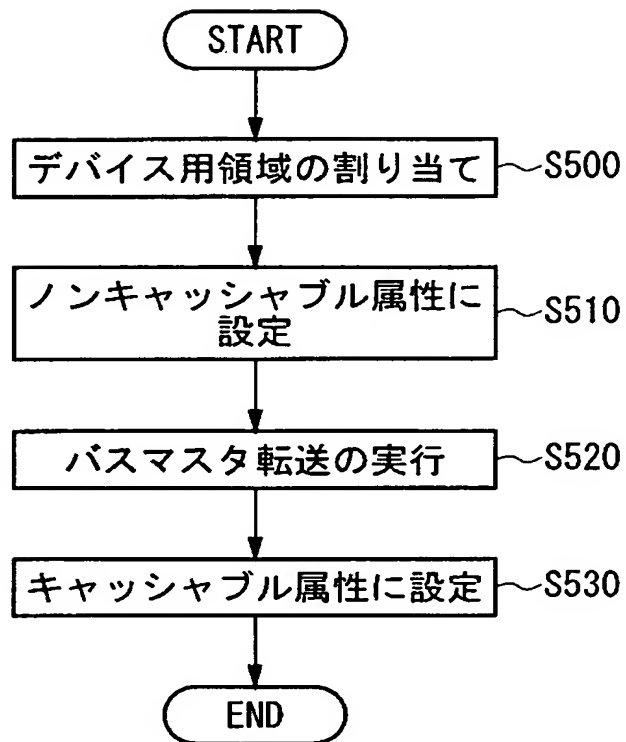 START
デバイス用領域の割り当て
S500
ノンキャッシャブル属性に
設定
S510
バスマスタ転送の実行
S520
キャッシャブル属性に設定
S530
END